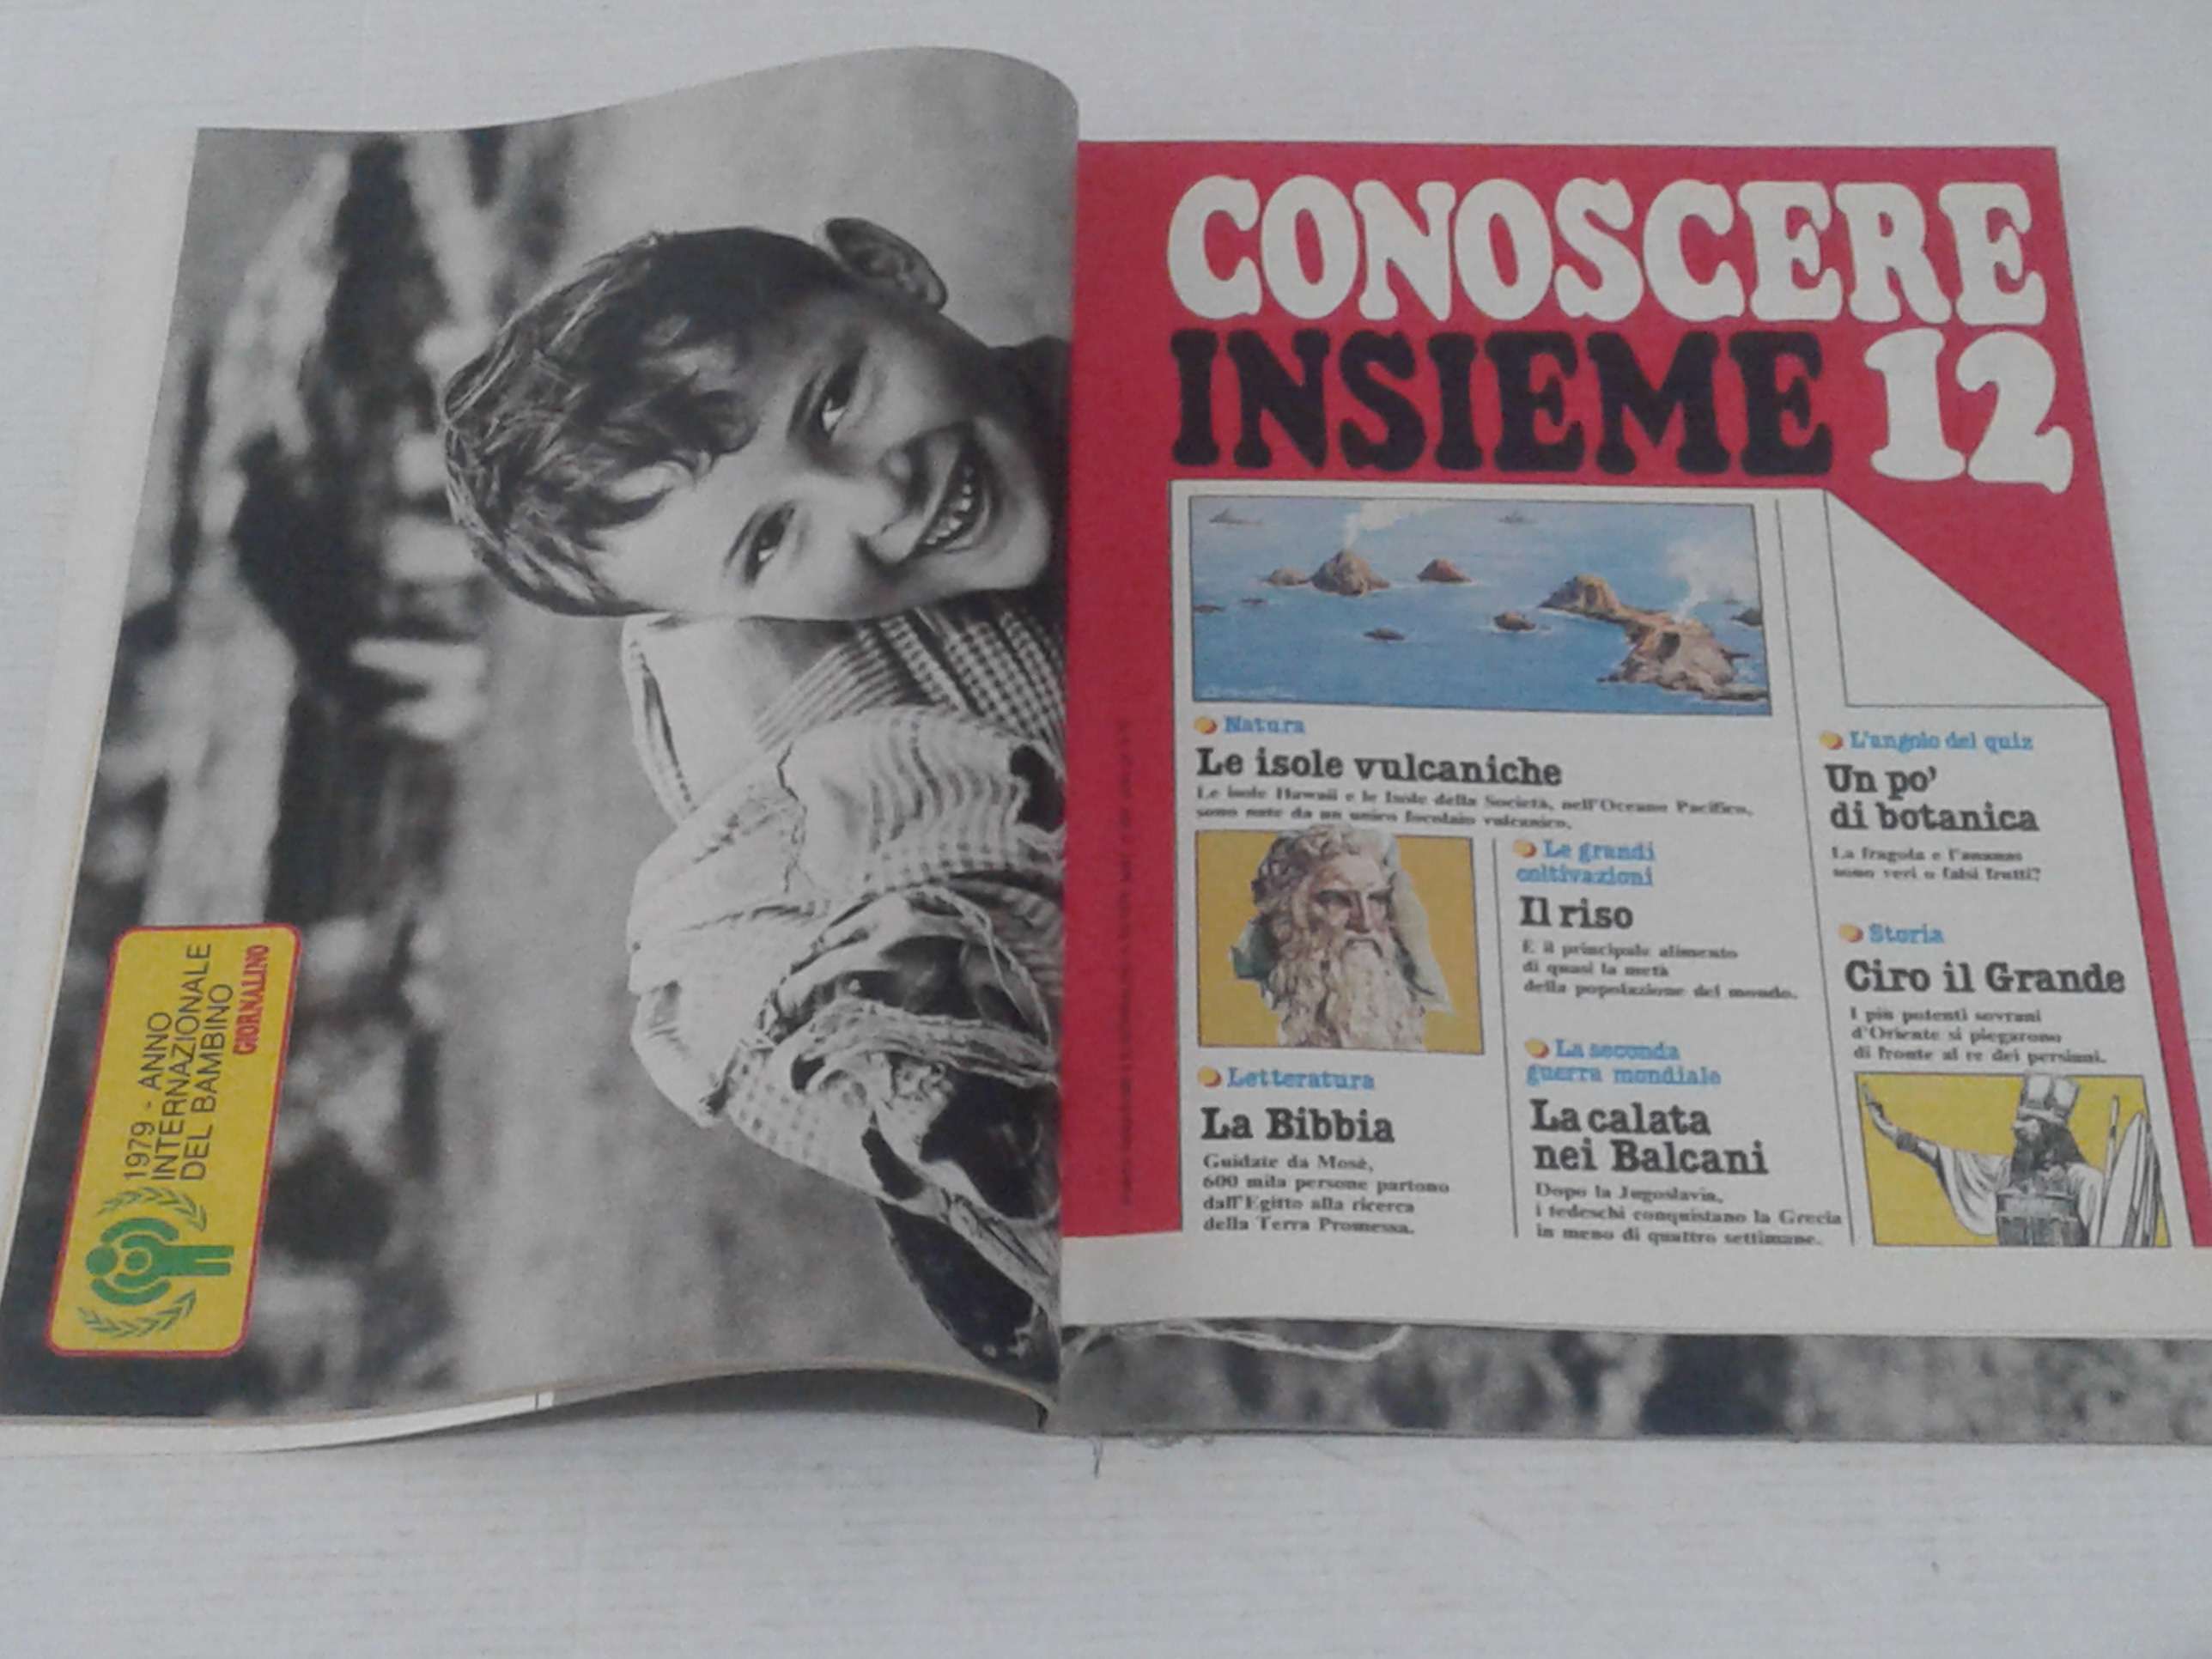 1979 - ANNO
INTERNAZIONALE
DEL BAMBINO
GIORNALINO
CONOSCERE
INSIEME 12
Natura
Le isole vulcaniche
Le isole Hawaii e le Isole della Società, nell'Oceano Pacifico,
sono nate da un unico focolaio vulcanico.
Letteratura
La Bibbia
Guidate da Mosè,
600 mila persone partono
dall'Egitto alla ricerca
della Terra Promessa.
Le grandi
coltivazioni
Il riso
È il principale alimento
di quasi la metà
della popolazione del mondo.
La seconda
guerra mondiale
La calata
nei Balcani
Dopo la Jugoslavia,
i tedeschi conquistano la Grecia
in meno di quattro settimane.
L'angolo del quiz
Un po'
di botanica
La fragola e l'ananas
sono veri o falsi frutti?
Storia
Ciro il Grande
I più potenti sovrani
d'Oriente si piegarono
di fronte al re dei persiani.